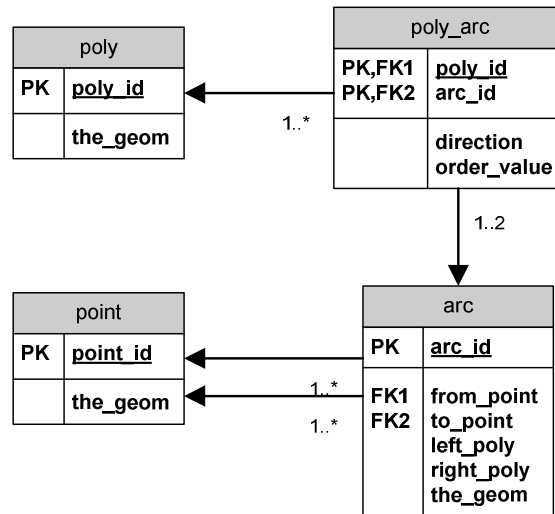 poly
PK poly_id
the_geom
poly_arc
PK,FK1 poly_id
PK,FK2 arc_id
direction
order_value
1..*
1..2
point
PK point_id
the_geom
arc
PK arc_id
FK1 from_point
FK2 to_point
left_poly
right_poly
the_geom
1..*
1..*